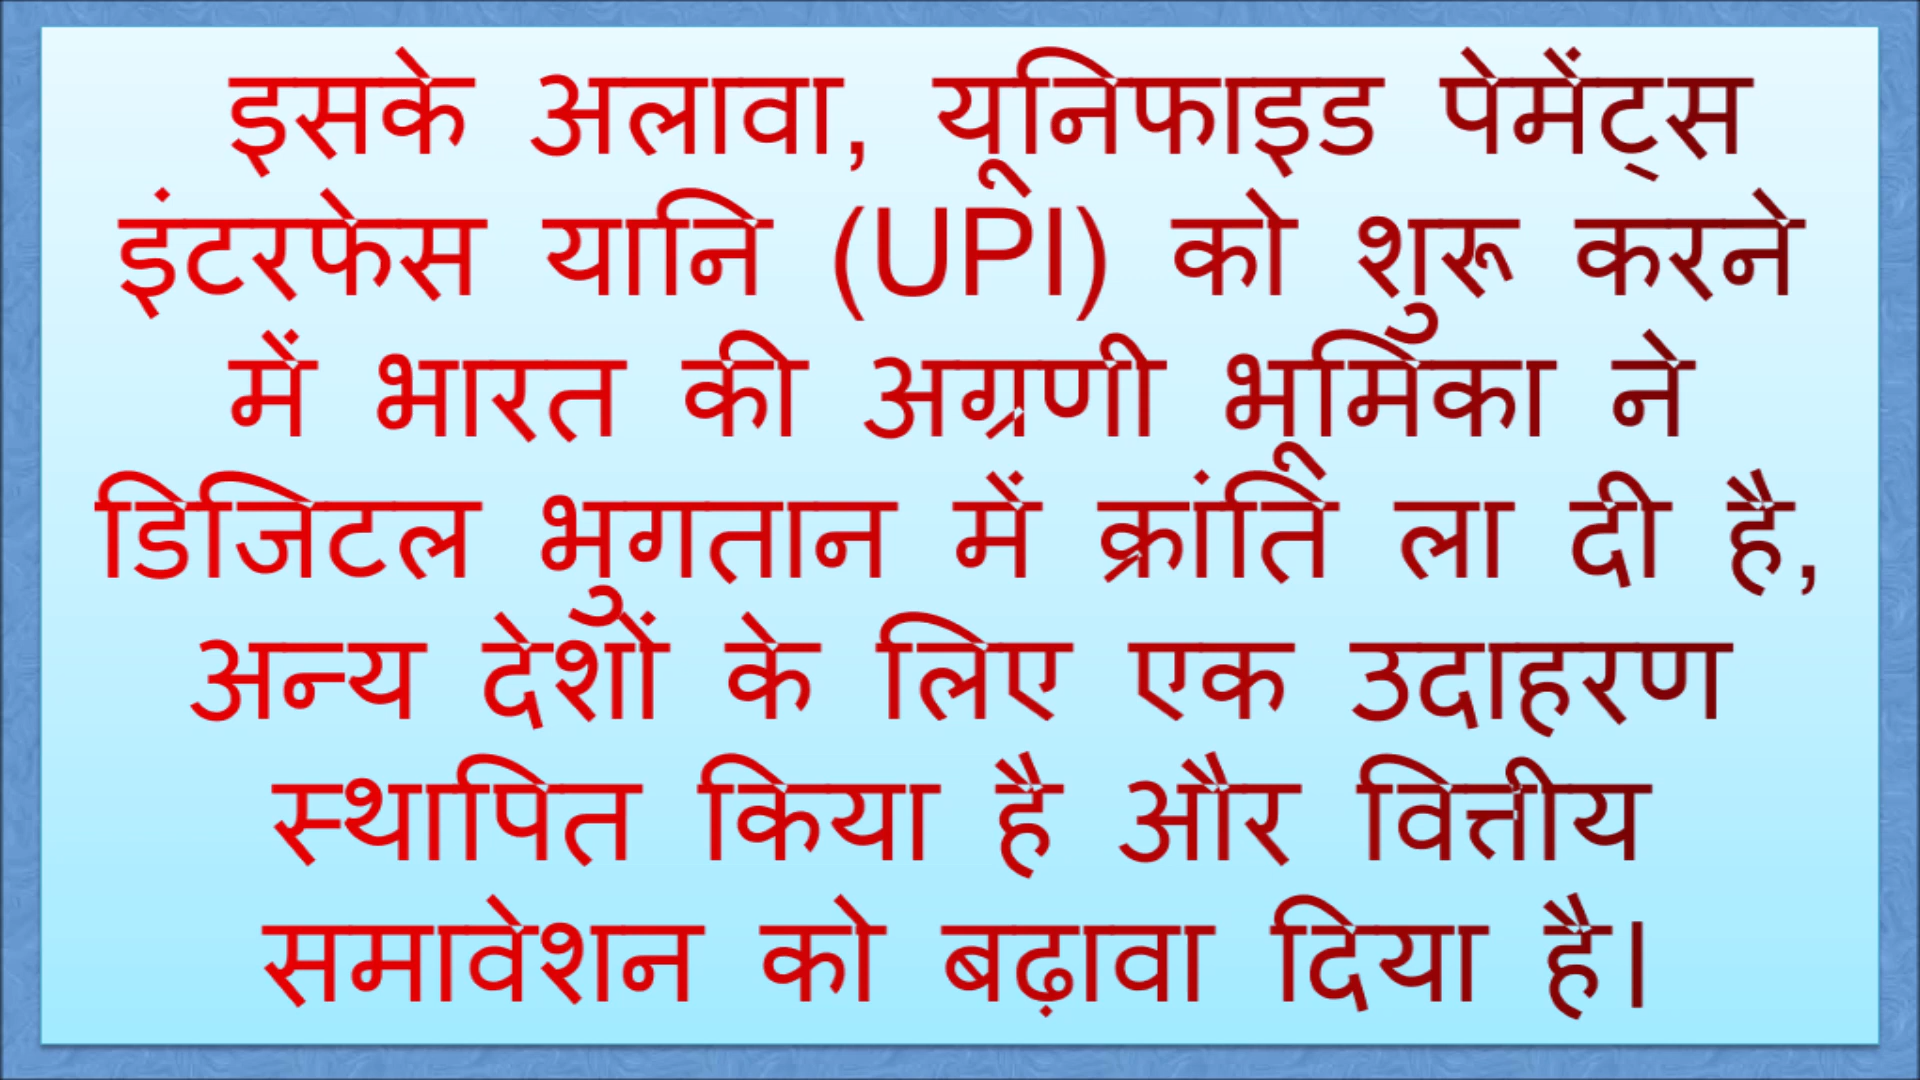 इसके अलावा, यूनिफाइड पेमेंट्स
इंटरफेस यानि (UPI) को शुरू करने
में भारत की अग्रणी भूमिका ने
डिजिटल भुगतान में क्रांति ला दी है,
अन्य देशों के लिए एक उदाहरण
स्थापित किया है और वित्तीय
समावेशन को बढ़ावा दिया है।